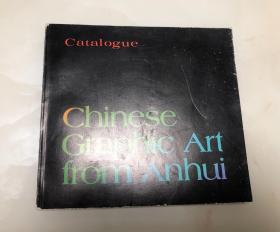 Catalogue
Chinese
Graphic Art
from Anhui